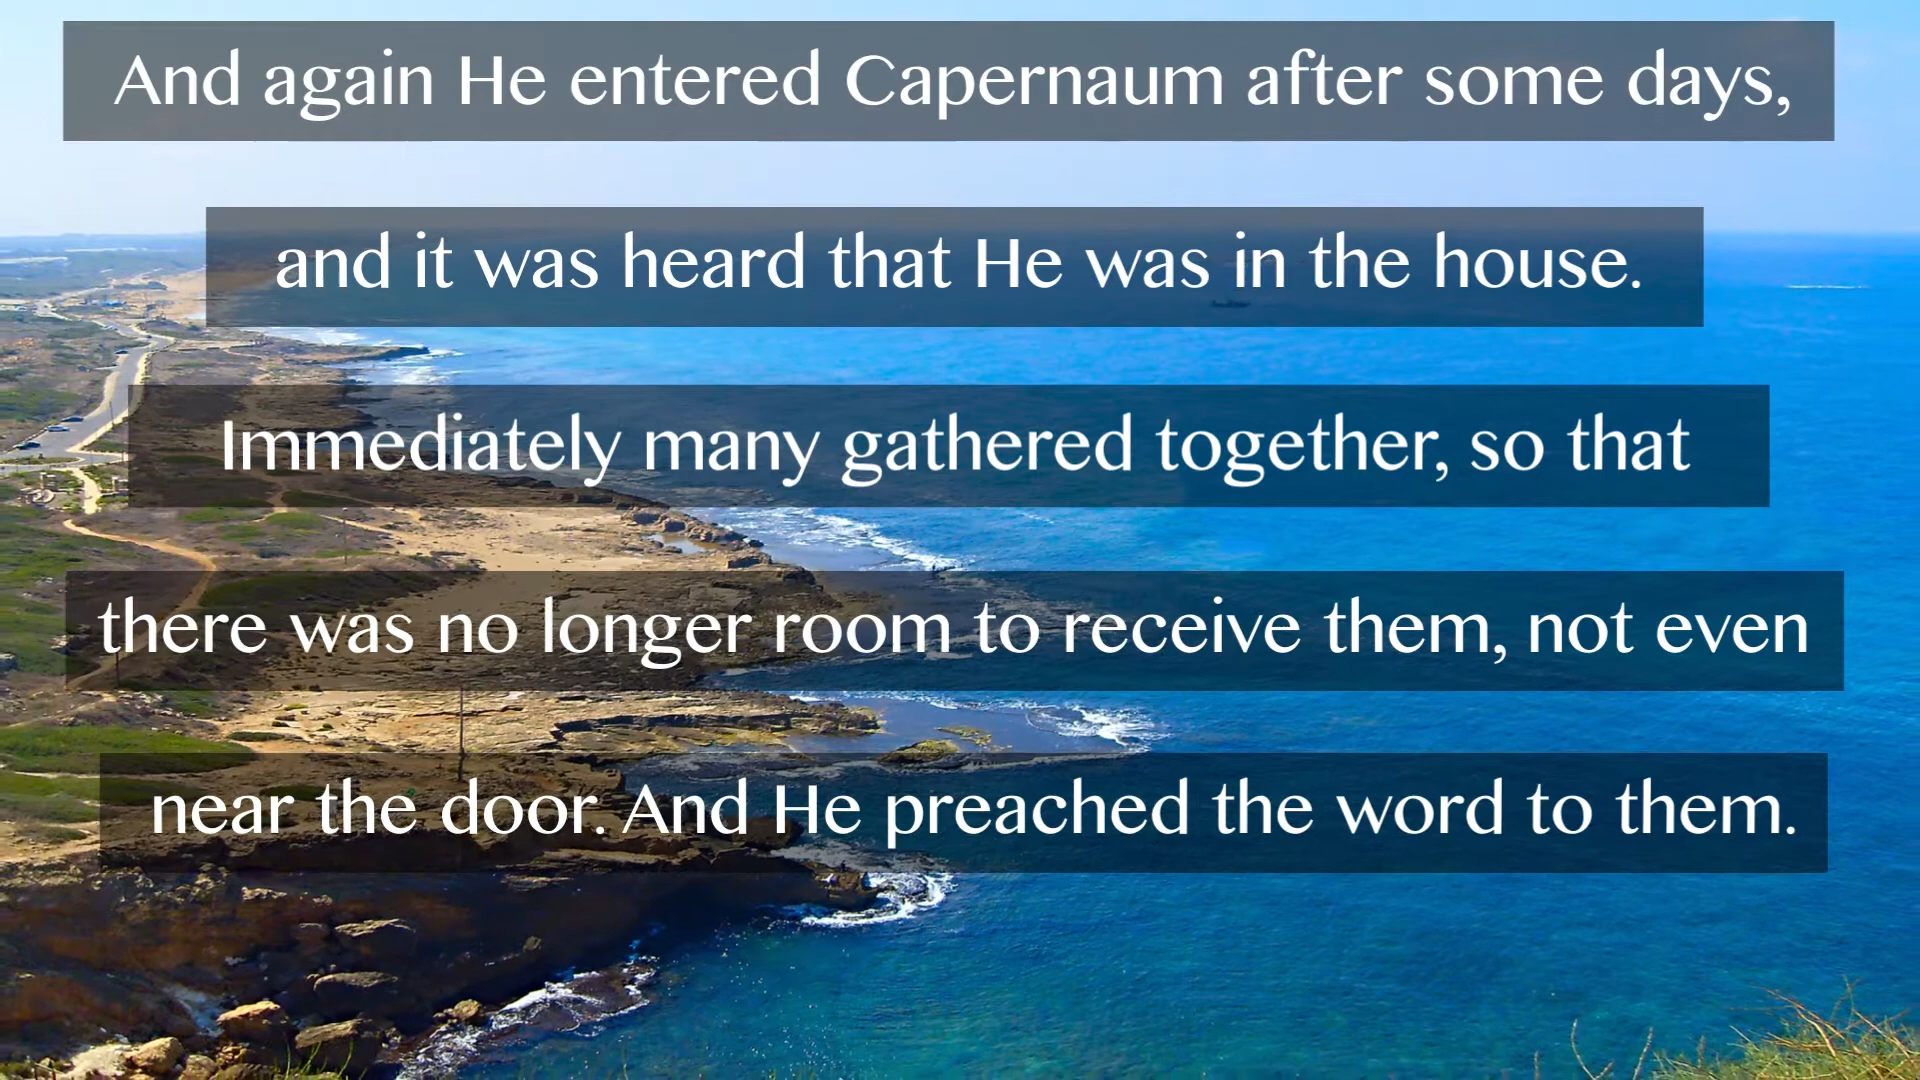 And again He entered Capernaum after some days,
and it was heard that He was in the house.
Immediately many gathered together, so that
there was no longer room to receive them, not even
near the door. And He preached the word to them.